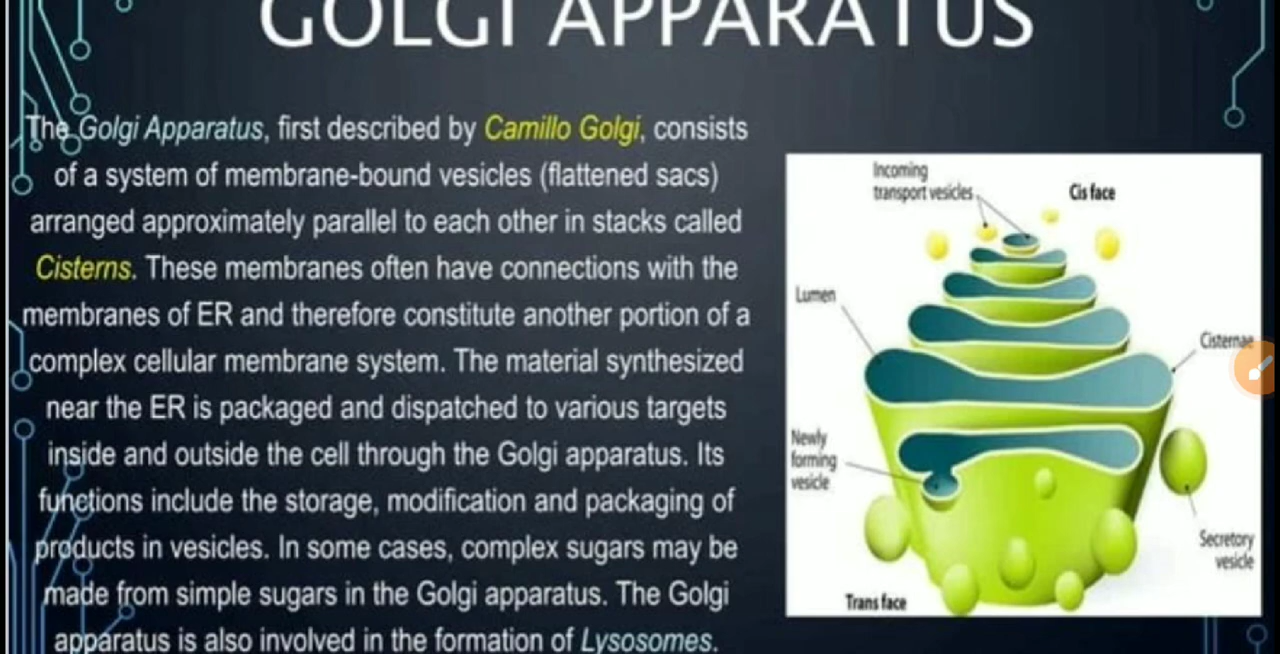 GOLGI APPARATUS
The Golgi Apparatus, first described by Camillo Golgi, consists
of a system of membrane-bound vesicles (flattened sacs)
arranged approximately parallel to each other in stacks called
Cisterns. These membranes often have connections with the
membranes of ER and therefore constitute another portion of a
complex cellular membrane system. The material synthesized
near the ER is packaged and dispatched to various targets
inside and outside the cell through the Golgi apparatus. Its
functions include the storage, modification and packaging of
products in vesicles. In some cases, complex sugars may be
made from simple sugars in the Golgi apparatus. The Golgi
apparatus is also involved in the formation of Lysosomes.
Incoming
transport vesicles
Cis face
Lumen
Cisternae
Newly
forming
vesicle
Secretory
vesicle
Trans face